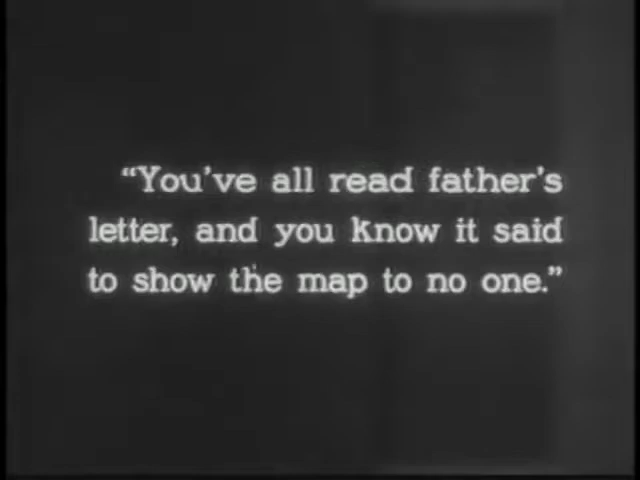 “You’ve all read father’s
letter, and you know it said
to show the map to no one.”